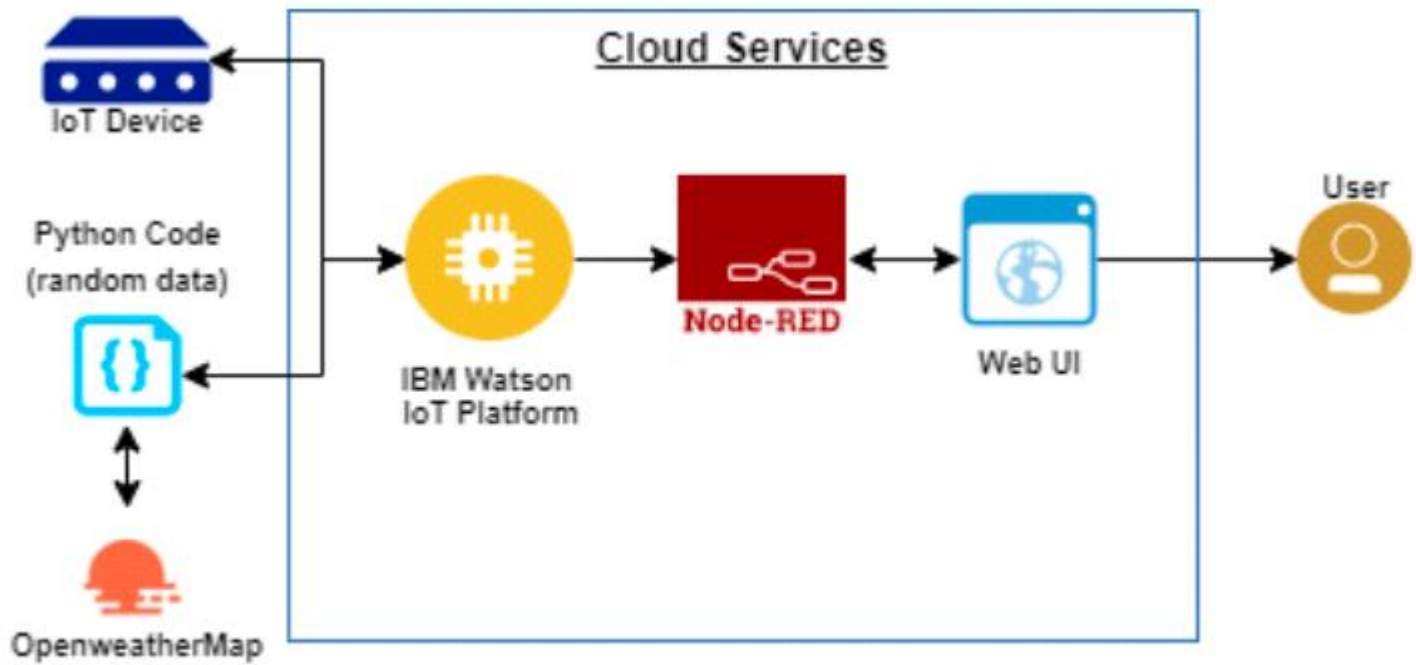 Cloud Services
IoT Device
User
Python Code
(random data)
Node-RED
Web UI
IBM Watson
IoT Platform
OpenweatherMap